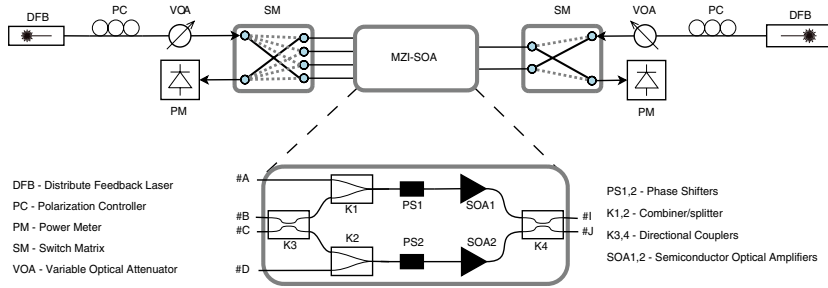 DFB PC VOA SM SM VOA PC DFB
MZI-SOA
PM PM
#A
#B
#C
#D
K1
K3
K2
PS1
PS2
SOA1
SOA2
K4
#I
#J
DFB - Distribute Feedback Laser
PC - Polarization Controller
PM - Power Meter
SM - Switch Matrix
VOA - Variable Optical Attenuator
PS1,2 - Phase Shifters
K1,2 - Combiner/splitter
K3,4 - Directional Couplers
SOA1,2 - Semiconductor Optical Amplifiers